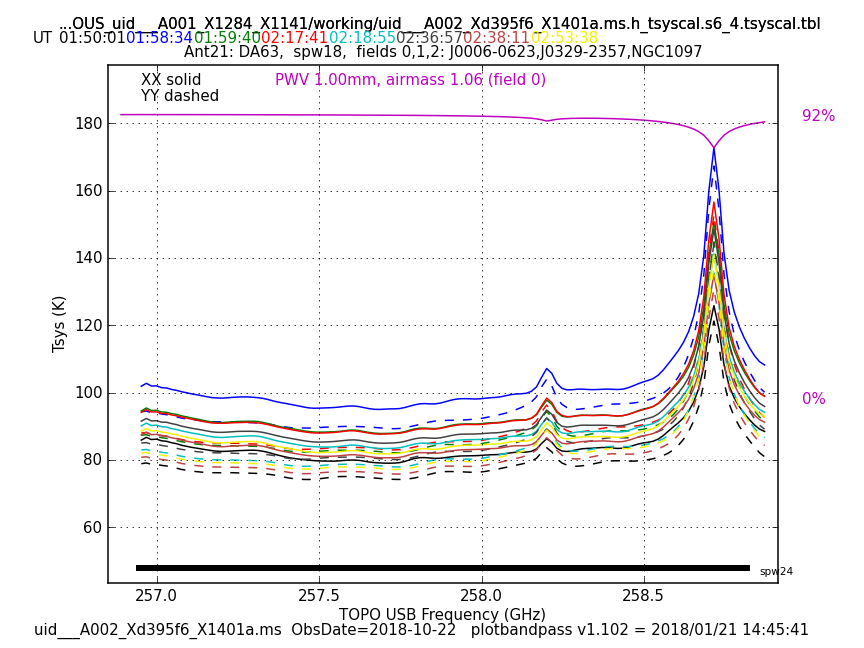 ...OUS_uid___A001_X1284_X1141/working/uid___A002_Xd395f6_X1401a.ms.h_tsyscal.s6_4.tsyscal.tbl
UT 01:50:01 01:58:34 01:59:40 02:17:41 02:18:55 02:36:57 02:38:11 02:53:38
Ant21: DA63, spw18, fields 0,1,2: J0006-0623,J0329-2357,NGC1097
XX solid
YY dashed
PWV 1.00mm, airmass 1.06 (field 0)
92%
0%
180
160
140
120
100
80
60
Tsys (K)
spw24
257.0 257.5 258.0 258.5
TOPO USB Frequency (GHz)
uid___A002_Xd395f6_X1401a.ms ObsDate=2018-10-22 plotbandpass v1.102 = 2018/01/21 14:45:41